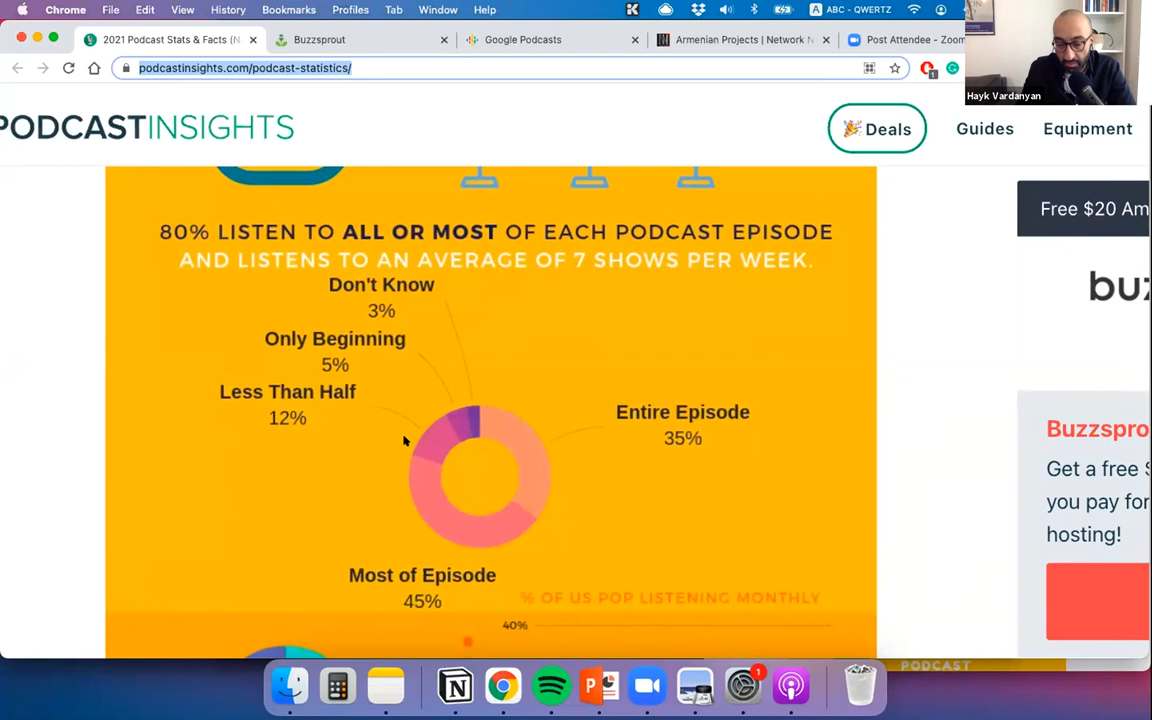 Chrome File Edit View History Bookmarks Profiles Tab Window Help ABC - QWERTZ
2021 Podcast Stats & Facts (N Buzzsprout Google Podcasts Armenian Projects | Network N Post Attendee - Zoom
podcastinsights.com/podcast-statistics/
Hayk Vardanyan
PODCASTINSIGHTS
Deals Guides Equipment
80% LISTEN TO ALL OR MOST OF EACH PODCAST EPISODE
AND LISTENS TO AN AVERAGE OF 7 SHOWS PER WEEK.
Don't Know
3%
Only Beginning
5%
Less Than Half
12%
Entire Episode
35%
Most of Episode
45%
% OF US POP LISTENING MONTHLY
40%
Free $20 Am
buz
Buzzspro
Get a free $
you pay for
hosting!
PODCAST